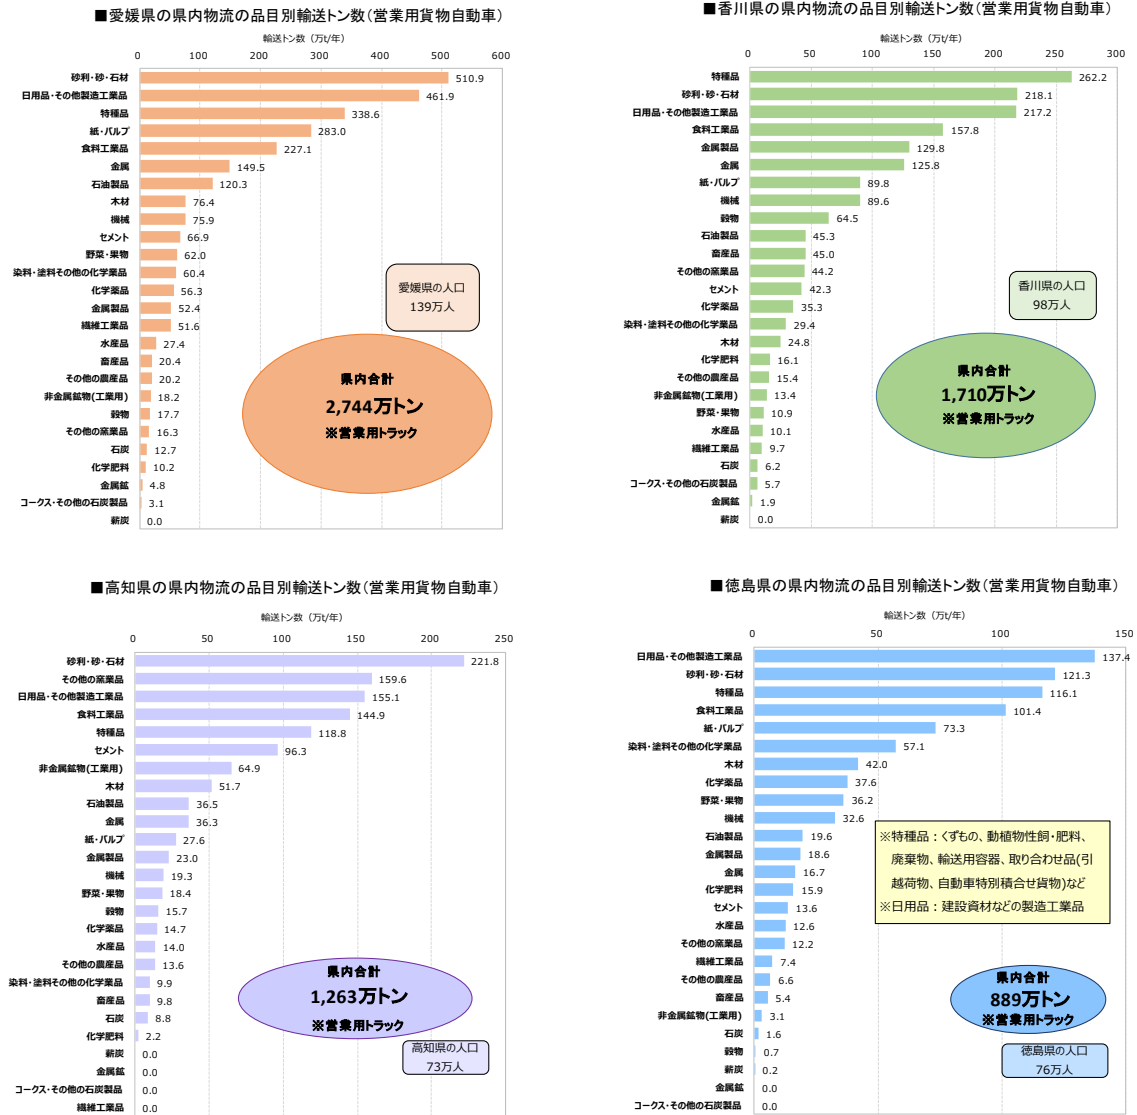 ■愛媛県の県内物流の品目別輸送トン数(営業用貨物自動車)
輸送トン数 (万t/年)
0 100 200 300 400 500 600
砂利・砂・石材 510.9
日用品・その他製造工業品 461.9
特種品 338.6
紙・パルプ 283.0
食料工業品 227.1
金属 149.5
石油製品 120.3
木材 76.4
機械 75.9
セメント 66.9
野菜・果物 62.0
染料・塗料その他の化学業品 60.4
化学薬品 56.3
金属製品 52.4
繊維工業品 51.6
水産品 27.4
畜産品 20.4
その他の農産品 20.2
非金属鉱物(工業用) 18.2
穀物 17.7
その他の窯業品 16.3
石炭 12.7
化学肥料 10.2
金属鉱 4.8
コークス・その他の石炭製品 3.1
薪炭 0.0
愛媛県の人口
139万人
県内合計
2,744万トン
※営業用トラック
■香川県の県内物流の品目別輸送トン数(営業用貨物自動車)
輸送トン数 (万t/年)
0 50 100 150 200 250 300
特種品 262.2
砂利・砂・石材 218.1
日用品・その他製造工業品 217.2
食料工業品 157.8
金属製品 129.8
金属 125.8
紙・パルプ 89.8
機械 89.6
穀物 64.5
石油製品 45.3
畜産品 45.0
その他の窯業品 44.2
セメント 42.3
化学薬品 35.3
染料・塗料その他の化学業品 29.4
木材 24.8
化学肥料 16.1
その他の農産品 15.4
非金属鉱物(工業用) 13.4
野菜・果物 10.9
水産品 10.1
繊維工業品 9.7
石炭 6.2
コークス・その他の石炭製品 5.7
金属鉱 1.9
薪炭 0.0
香川県の人口
98万人
県内合計
1,710万トン
※営業用トラック
■高知県の県内物流の品目別輸送トン数(営業用貨物自動車)
輸送トン数 (万t/年)
0 50 100 150 200 250
砂利・砂・石材 221.8
その他の窯業品 159.6
日用品・その他製造工業品 155.1
食料工業品 144.9
特種品 118.8
セメント 96.3
非金属鉱物(工業用) 64.9
木材 51.7
石油製品 36.5
金属 36.3
紙・パルプ 27.6
金属製品 23.0
機械 19.3
野菜・果物 18.4
穀物 15.7
化学薬品 14.7
水産品 14.0
その他の農産品 13.6
染料・塗料その他の化学業品 9.9
畜産品 9.8
石炭 8.8
化学肥料 2.2
薪炭 0.0
金属鉱 0.0
コークス・その他の石炭製品 0.0
繊維工業品 0.0
県内合計
1,263万トン
※営業用トラック
高知県の人口
73万人
■徳島県の県内物流の品目別輸送トン数(営業用貨物自動車)
輸送トン数 (万t/年)
0 50 100 150
日用品・その他製造工業品 137.4
砂利・砂・石材 121.3
特種品 116.1
食料工業品 101.4
紙・パルプ 73.3
染料・塗料その他の化学業品 57.1
木材 42.0
化学薬品 37.6
野菜・果物 36.2
機械 32.6
石油製品 19.6
金属製品 18.6
金属 16.7
化学肥料 15.9
セメント 13.6
水産品 12.6
その他の窯業品 12.2
繊維工業品 7.4
その他の農産品 6.6
畜産品 5.4
非金属鉱物(工業用) 3.1
石炭 1.6
穀物 0.7
薪炭 0.2
金属鉱 0.0
コークス・その他の石炭製品 0.0
※特種品：くずもの、動植物性飼・肥料、
廃棄物、輸送用容器、取り合わせ品(引
越荷物、自動車特別積合せ貨物)など
※日用品：建設資材などの製造工業品
県内合計
889万トン
※営業用トラック
徳島県の人口
76万人